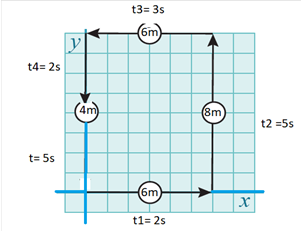 t3= 3s
6m
y
t4= 2s
4m
8m
t2 =5s
t= 5s
6m
x
t1= 2s